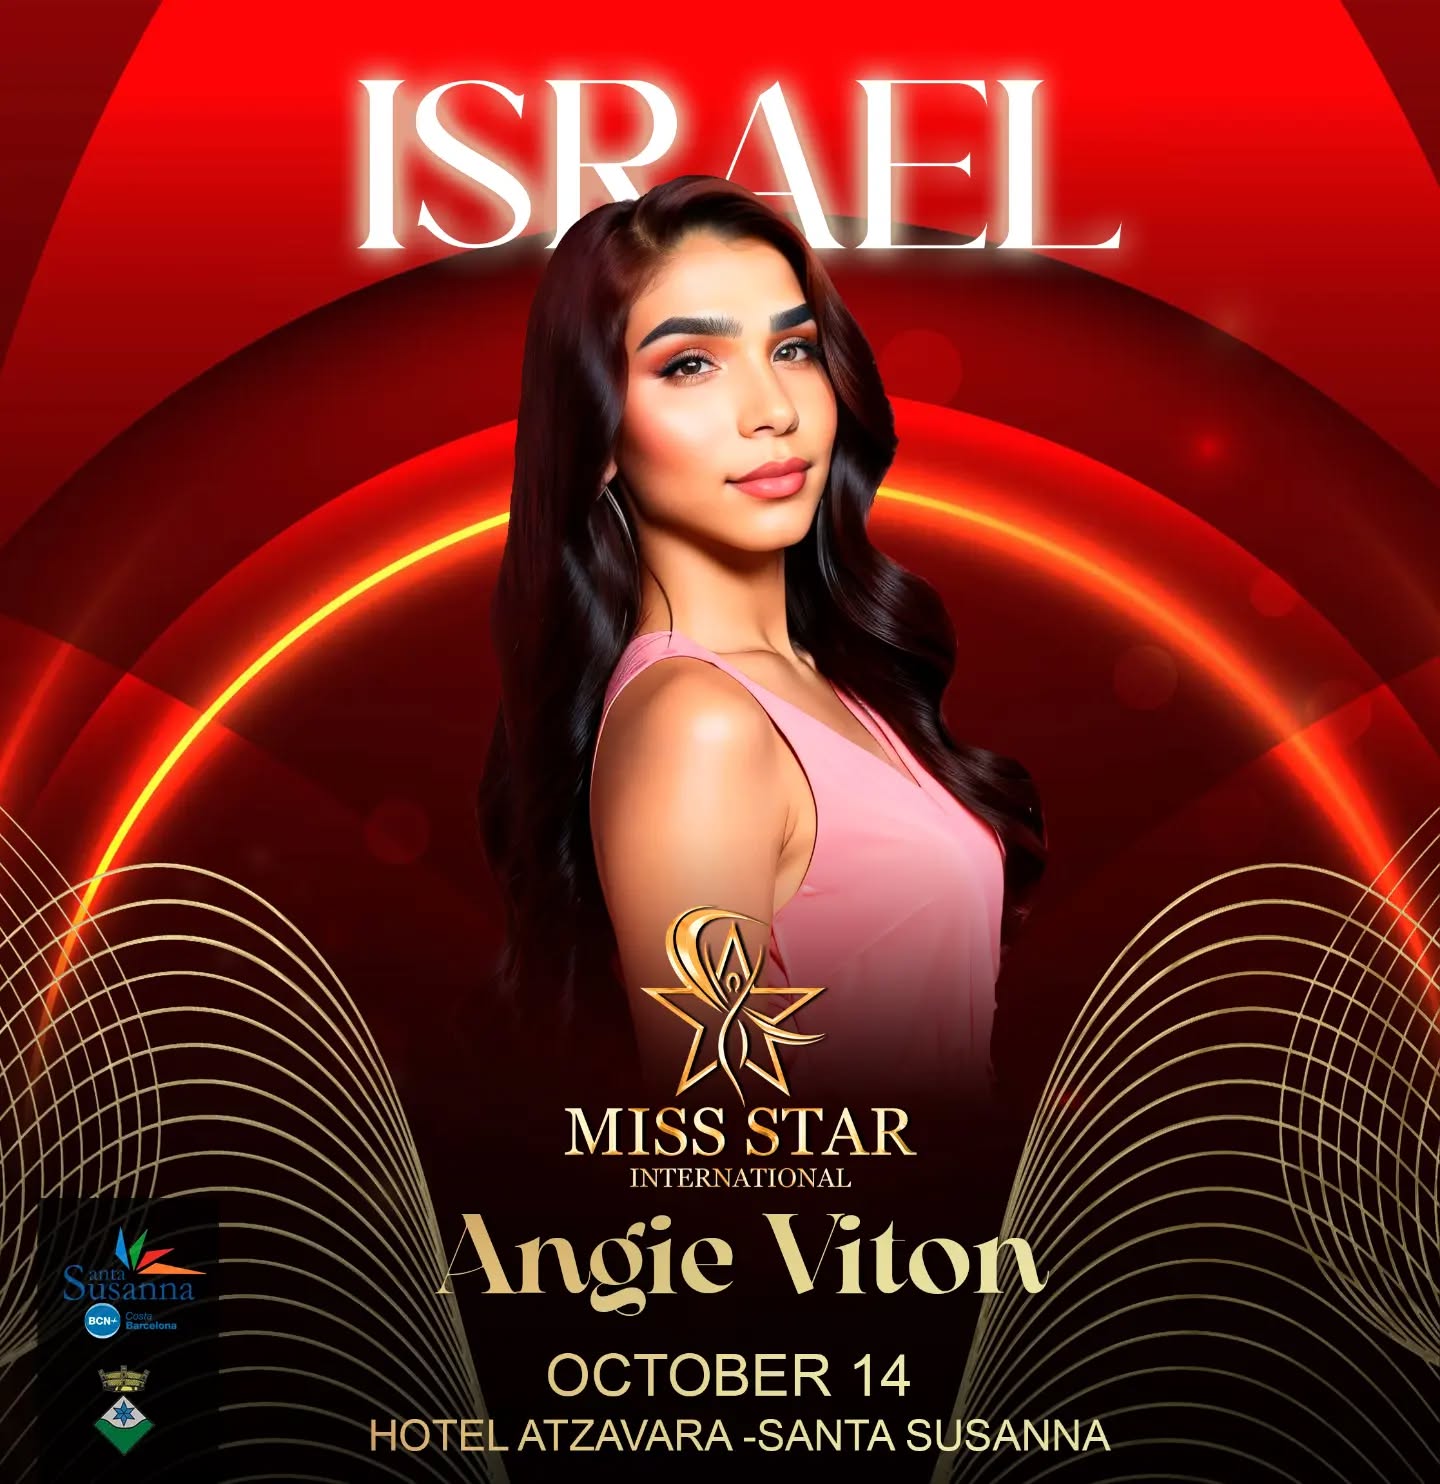 ISRAEL
MISS STAR
INTERNATIONAL
Angie Viton
Santa
Susanna
BCN+ Costa
Barcelona
OCTOBER 14
HOTEL ATZAVARA -SANTA SUSANNA